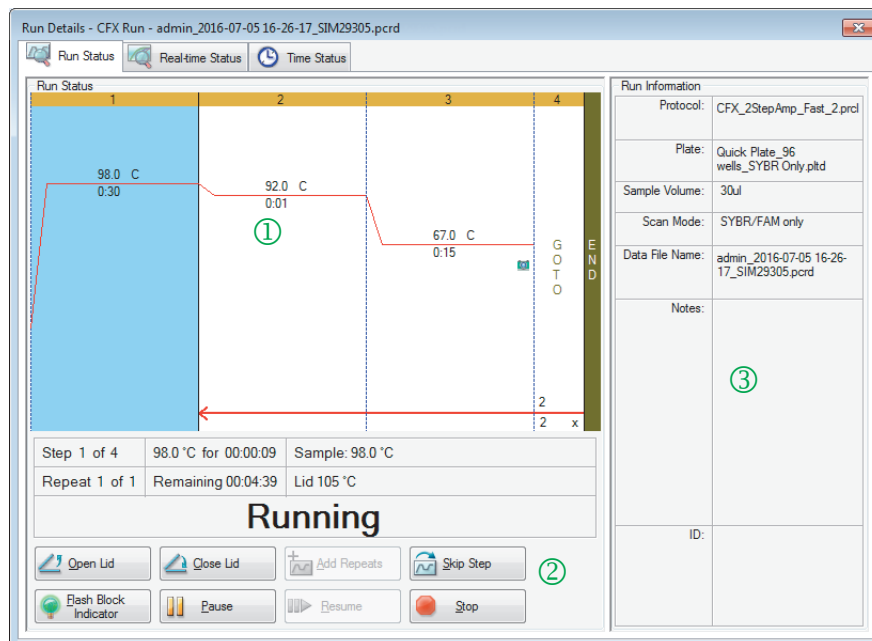 Run Details - CFX Run - admin_2016-07-05 16-26-17_SIM29305.pcrd
Run Status
Real-time Status
Time Status
Run Status
1
2
3
4
98.0 C
0:30
92.0 C
0:01
①
67.0 C
0:15
GOTO
END
2
2 x
Step 1 of 4
98.0 °C for 00:00:09
Sample: 98.0 °C
Repeat 1 of 1
Remaining 00:04:39
Lid 105 °C
Running
Open Lid
Close Lid
Add Repeats
Skip Step
②
Flash Block
Indicator
Pause
Resume
Stop
Run Information
Protocol:
CFX_2StepAmp_Fast_2.prcl
Plate:
Quick Plate_96
wells_SYBR Only.pltd
Sample Volume:
30ul
Scan Mode:
SYBR/FAM only
Data File Name:
admin_2016-07-05 16-26-
17_SIM29305.pcrd
Notes:
③
ID: